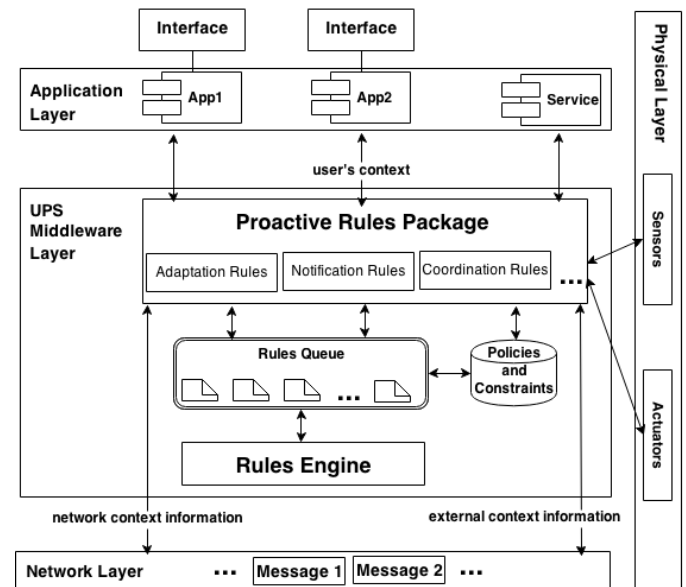 Interface
Interface
Application
Layer
App1
App2
Service
Physical Layer
user's context
UPS
Middleware
Layer
Proactive Rules Package
Adaptation Rules
Notification Rules
Coordination Rules
...
Sensors
Rules Queue
...
Policies
and
Constraints
Actuators
Rules Engine
network context information
external context information
Network Layer
...
Message 1
Message 2
...